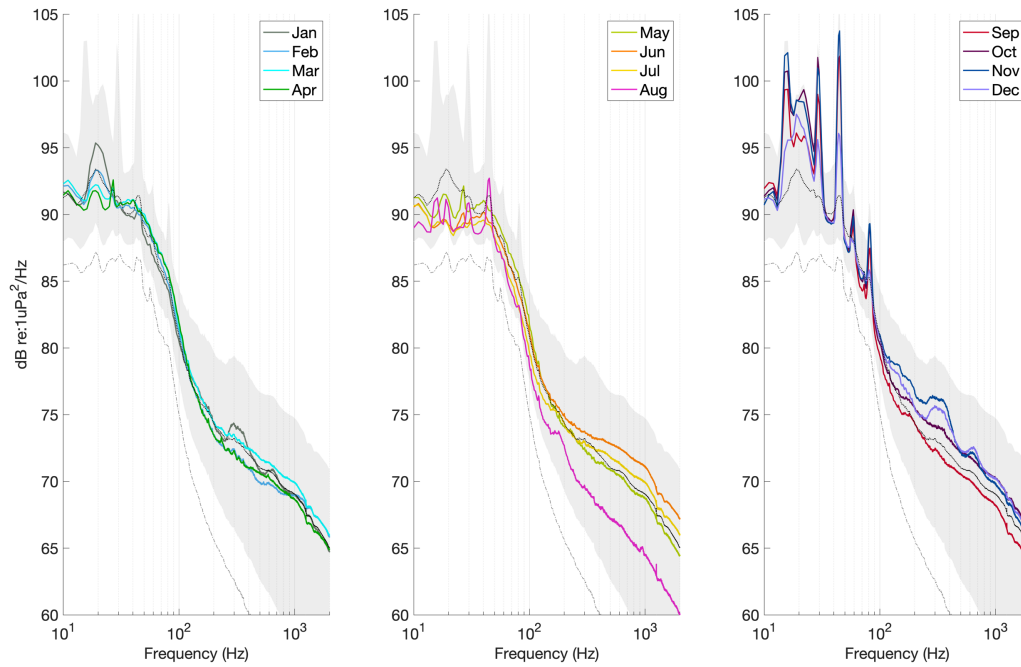 dB re:1uPa²/Hz
105
100
95
90
85
80
75
70
65
60
10¹
10²
10³
Frequency (Hz)
Jan
Feb
Mar
Apr
105
100
95
90
85
80
75
70
65
60
10¹
10²
10³
Frequency (Hz)
May
Jun
Jul
Aug
105
100
95
90
85
80
75
70
65
60
10¹
10²
10³
Frequency (Hz)
Sep
Oct
Nov
Dec